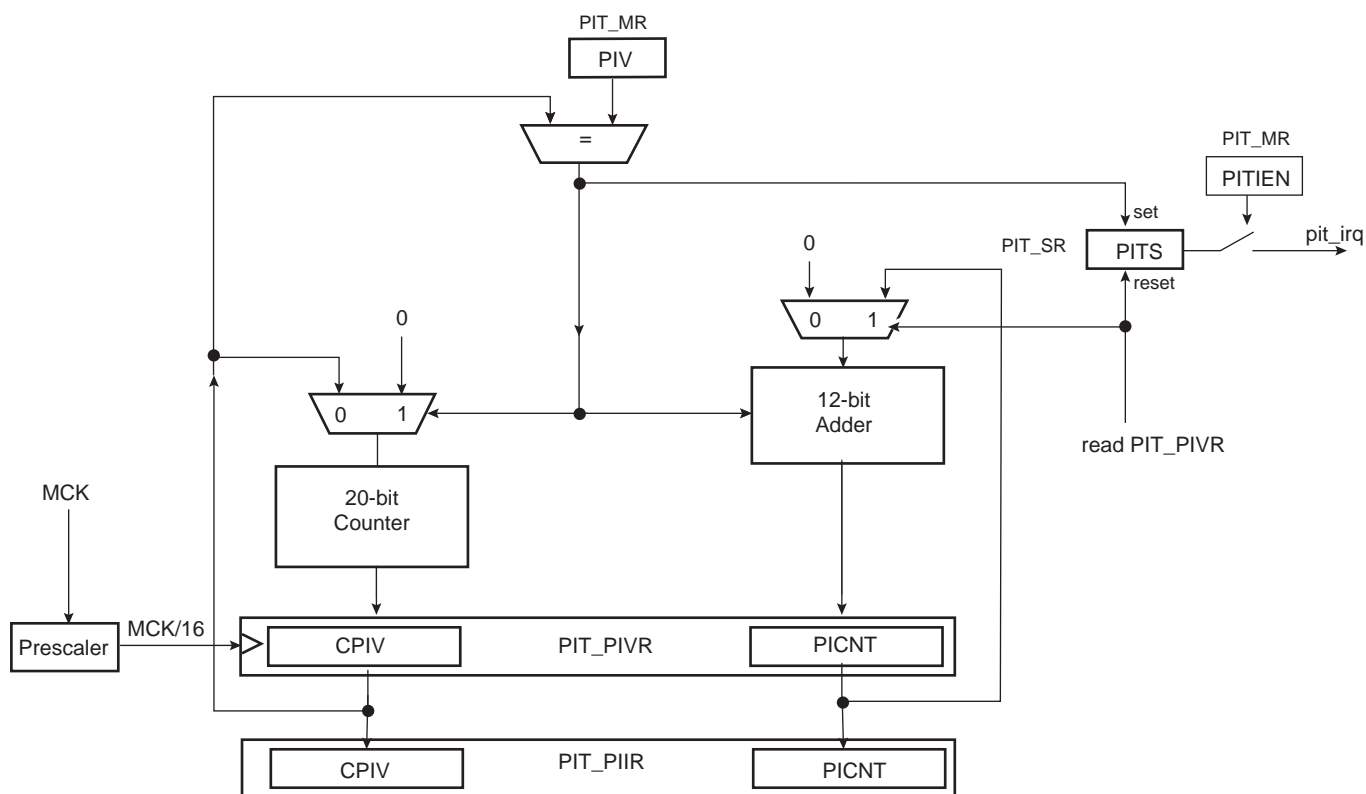 PIT_MR
PIV
=
PIT_MR
PITIEN
set
PIT_SR
PITS
pit_irq
reset
0
0 1
0
0 1
12-bit
Adder
read PIT_PIVR
20-bit
Counter
MCK
Prescaler
MCK/16
CPIV
PIT_PIVR
PICNT
CPIV
PIT_PIIR
PICNT